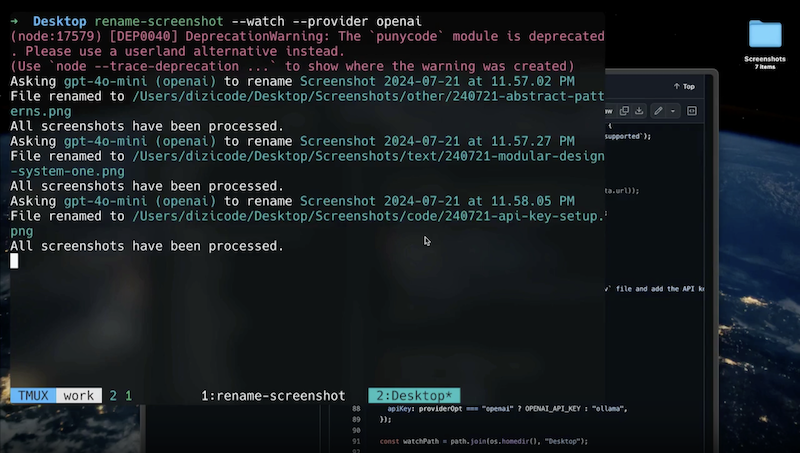 ➜  Desktop rename-screenshot --watch --provider openai
(node:17579) [DEP0040] DeprecationWarning: The `punycode` module is deprecated
. Please use a userland alternative instead.
(Use `node --trace-deprecation ...` to show where the warning was created)
Asking gpt-4o-mini (openai) to rename Screenshot 2024-07-21 at 11.57.02 PM
File renamed to /Users/dizicode/Desktop/Screenshots/other/240721-abstract-patt
erns.png
All screenshots have been processed.
Asking gpt-4o-mini (openai) to rename Screenshot 2024-07-21 at 11.57.27 PM
File renamed to /Users/dizicode/Desktop/Screenshots/text/240721-modular-design
-system-one.png
All screenshots have been processed.
Asking gpt-4o-mini (openai) to rename Screenshot 2024-07-21 at 11.58.05 PM
File renamed to /Users/dizicode/Desktop/Screenshots/code/240721-api-key-setup.
png
All screenshots have been processed.
TMUX work 2 1 1:rename-screenshot 2:Desktop*
Screenshots
7 items
Top
{
supported`);
ta.url));
` file and add the API
88 apiKey: providerOpt === "openai" ? OPENAI_API_KEY : "ollama",
89 });
90
91 const watchPath = path.join(os.homedir(), "Desktop");
92